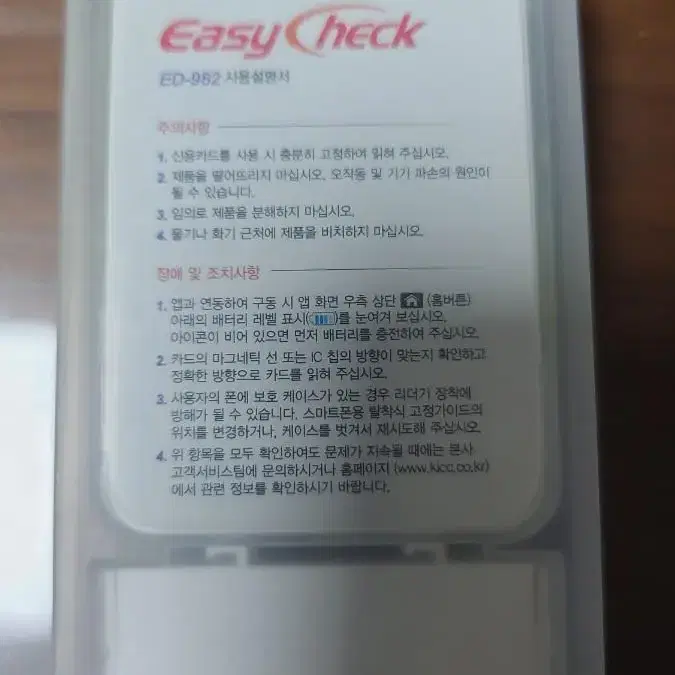 Easy Check
ED-982 사용설명서
주의사항
1. 신용카드를 사용 시 충분히 고정하여 읽혀 주십시오.
2. 제품을 떨어뜨리지 마십시오. 오작동 및 기기 파손의 원인이
될 수 있습니다.
3. 임의로 제품을 분해하지 마십시오.
4. 물기나 화기 근처에 제품을 비치하지 마십시오.
장애 및 조치사항
1. 앱과 연동하여 구동 시 앱 화면 우측 상단 (홈버튼)
아래의 배터리 레벨 표시( )를 눈여겨 보십시오.
아이콘이 비어 있으면 먼저 배터리를 충전하여 주십시오.
2. 카드의 마그네틱 선 또는 IC 칩의 방향이 맞는지 확인하고
정확한 방향으로 카드를 읽혀 주십시오.
3. 사용자의 폰에 보호 케이스가 있는 경우 리더기 장착에
방해가 될 수 있습니다. 스마트폰용 탈착식 고정가이드의
위치를 변경하거나, 케이스를 벗겨서 재시도해 주십시오.
4. 위 항목을 모두 확인하여도 문제가 지속될 때에는 본사
고객서비스팀에 문의하시거나 홈페이지 (www.kicc.co.kr)
에서 관련 정보를 확인하시기 바랍니다.